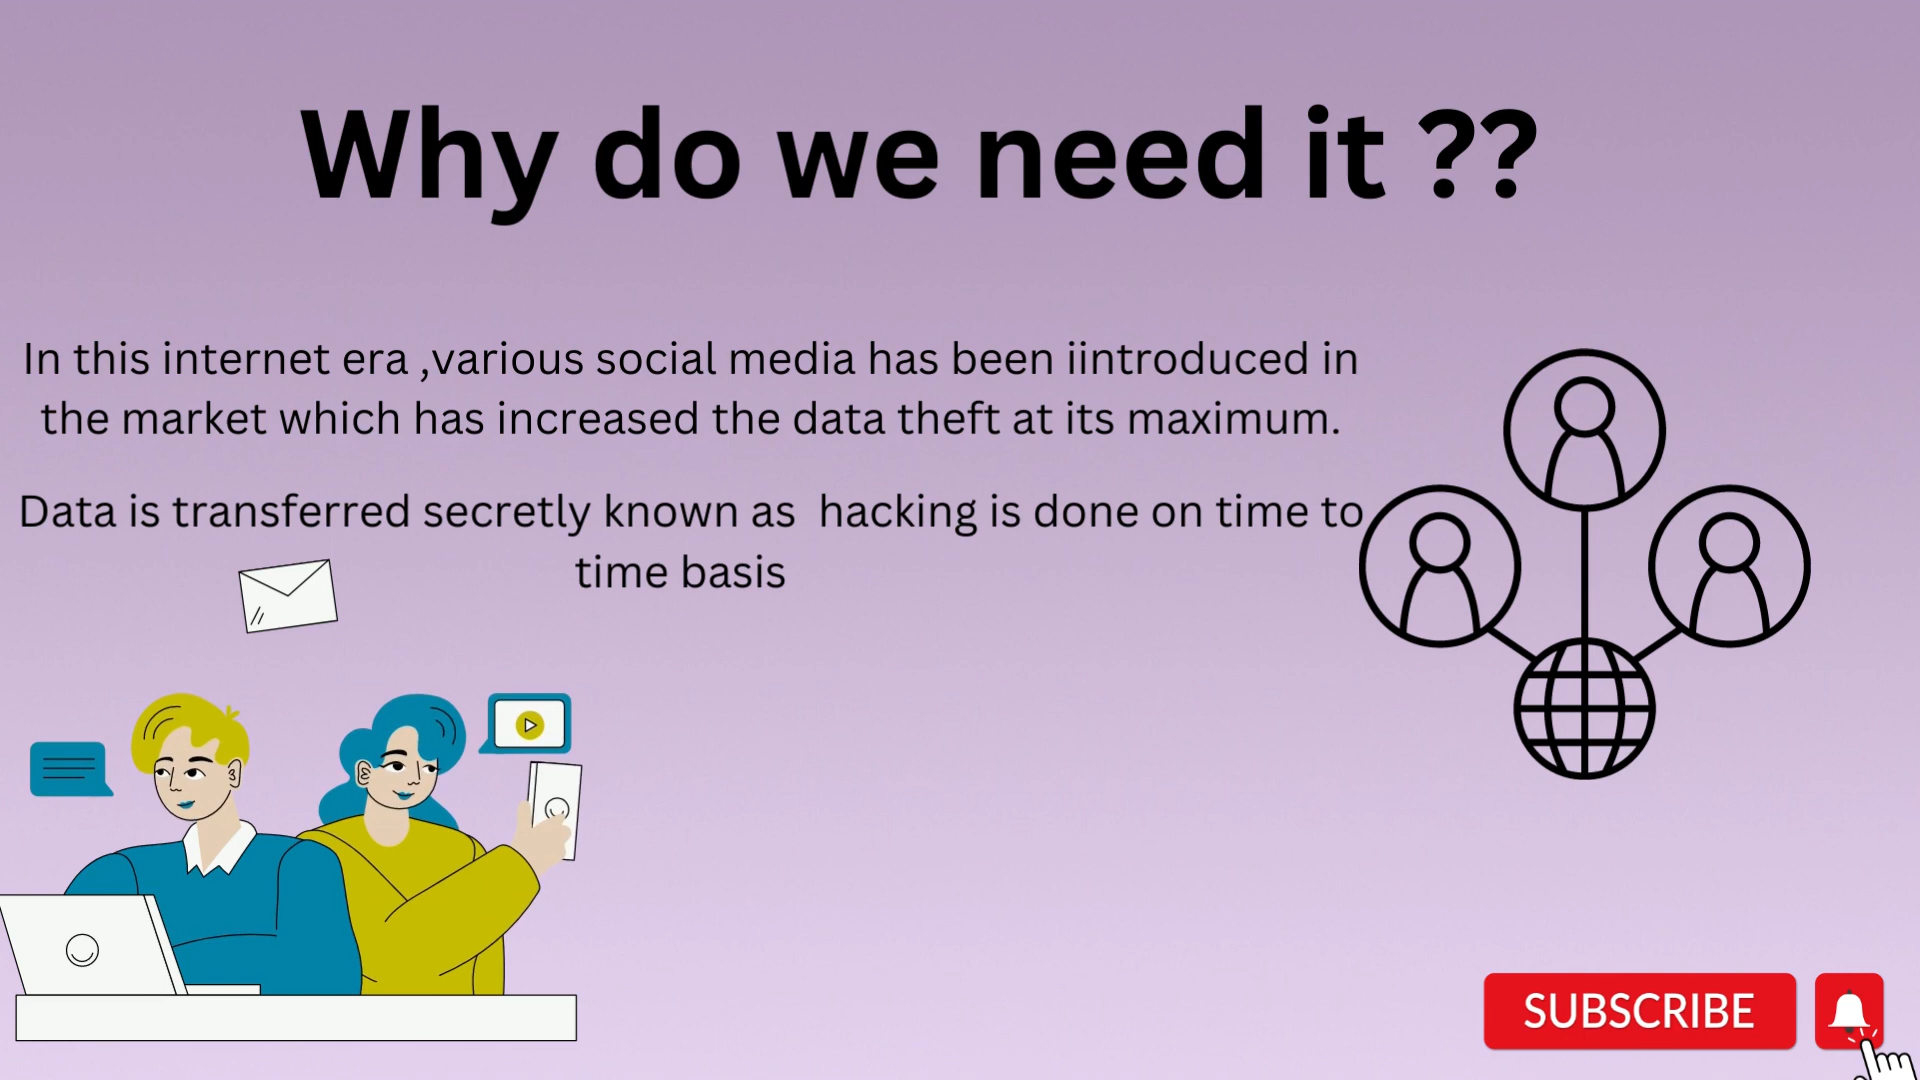 Why do we need it ??
In this internet era ,various social media has been iintroduced in
the market which has increased the data theft at its maximum.
Data is transferred secretly known as  hacking is done on time to
time basis
SUBSCRIBE